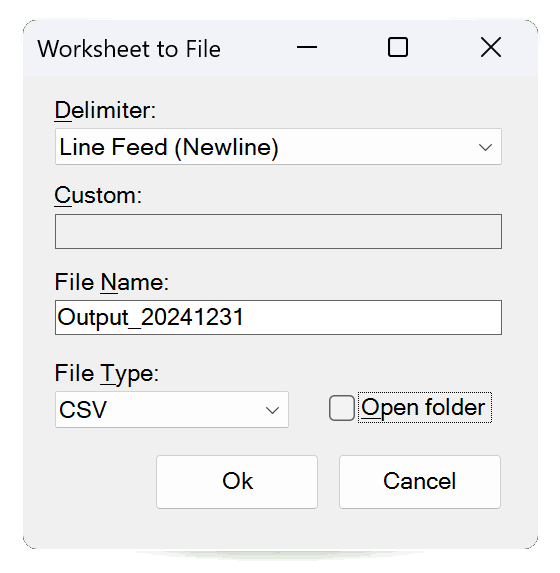 Worksheet to File
Delimiter:
Line Feed (Newline)
Custom:
File Name:
Output_20241231
File Type:
CSV
Open folder
Ok
Cancel